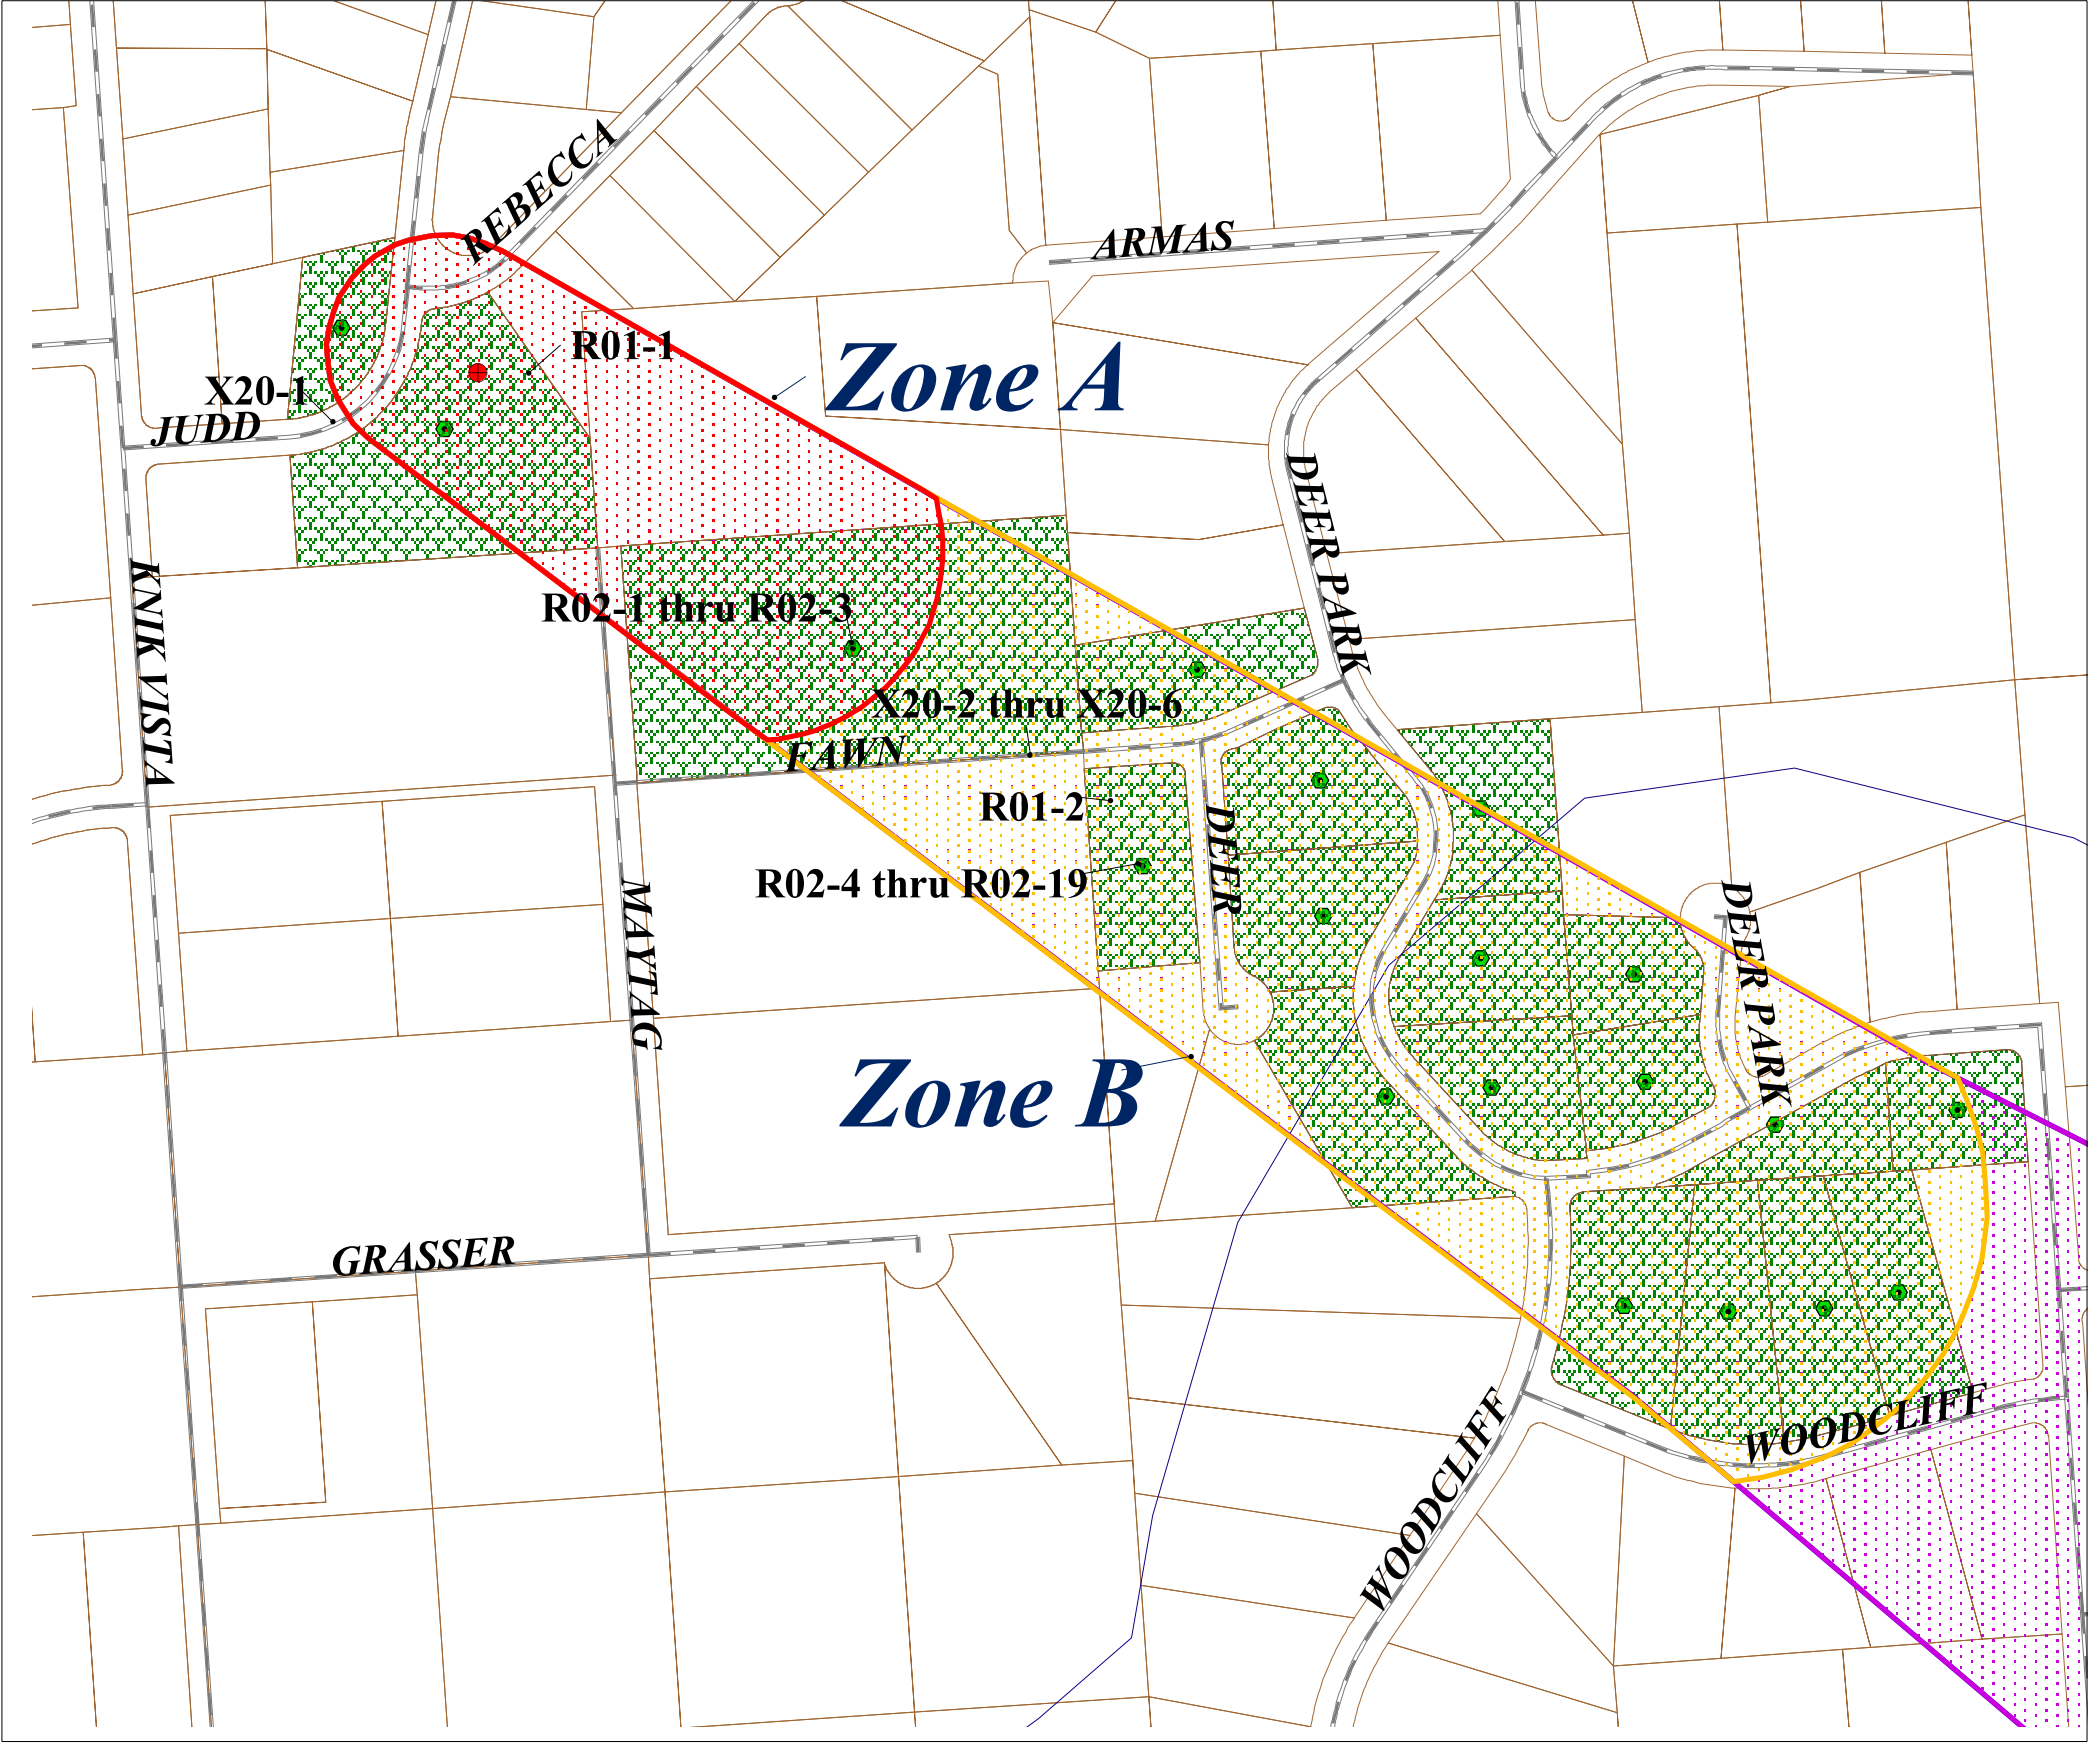 REBECCA
ARMAS
R01-1
Zone A
X20-1
JUDD
DEER PARK
KNIK VISTA
R02-1 thru R02-3
X20-2 thru X20-6
FAWN
R01-2
DEER
R02-4 thru R02-19
MAYTAG
DEER PARK
Zone B
GRASSER
WOODCLIFF
WOODCLIFF